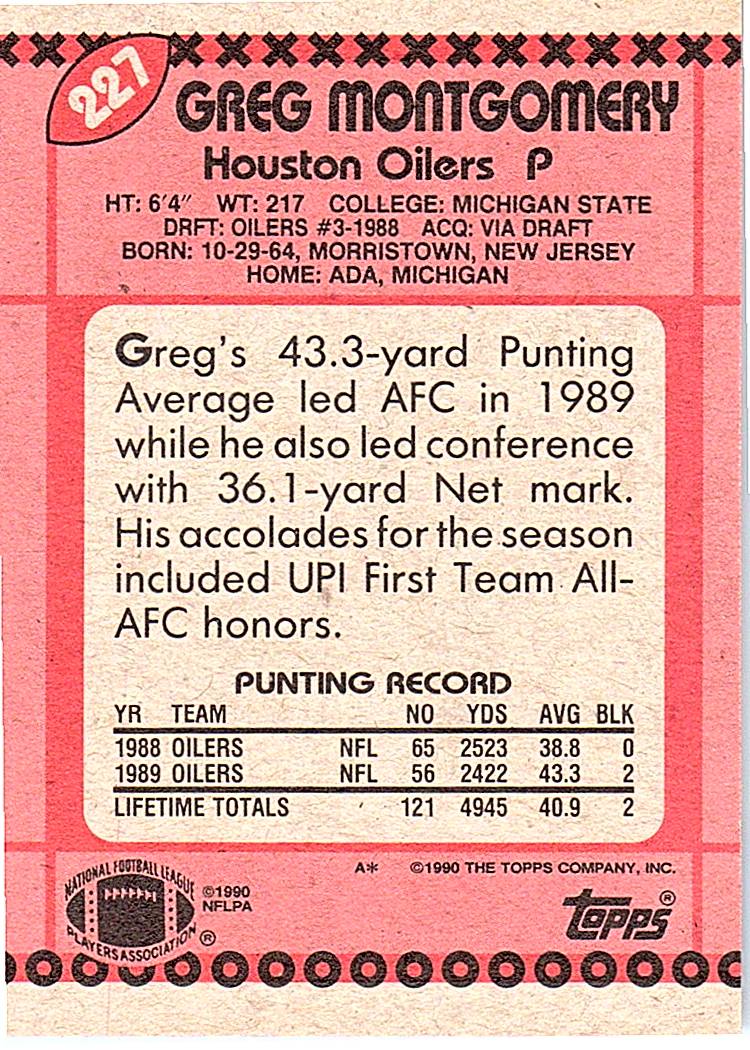 227
GREG MONTGOMERY
Houston Oilers P
HT: 6'4" WT: 217 COLLEGE: MICHIGAN STATE
DRFT: OILERS #3-1988 ACQ: VIA DRAFT
BORN: 10-29-64, MORRISTOWN, NEW JERSEY
HOME: ADA, MICHIGAN
Greg's 43.3-yard Punting
Average led AFC in 1989
while he also led conference
with 36.1-yard Net mark.
His accolades for the season
included UPI First Team All-
AFC honors.
PUNTING RECORD
YR TEAM NO YDS AVG BLK
1988 OILERS NFL 65 2523 38.8 0
1989 OILERS NFL 56 2422 43.3 2
LIFETIME TOTALS 121 4945 40.9 2
A* ©1990 THE TOPPS COMPANY, INC.
NATIONAL FOOTBALL LEAGUE
PLAYERS ASSOCIATION ®
©1990
NFLPA
topps ®